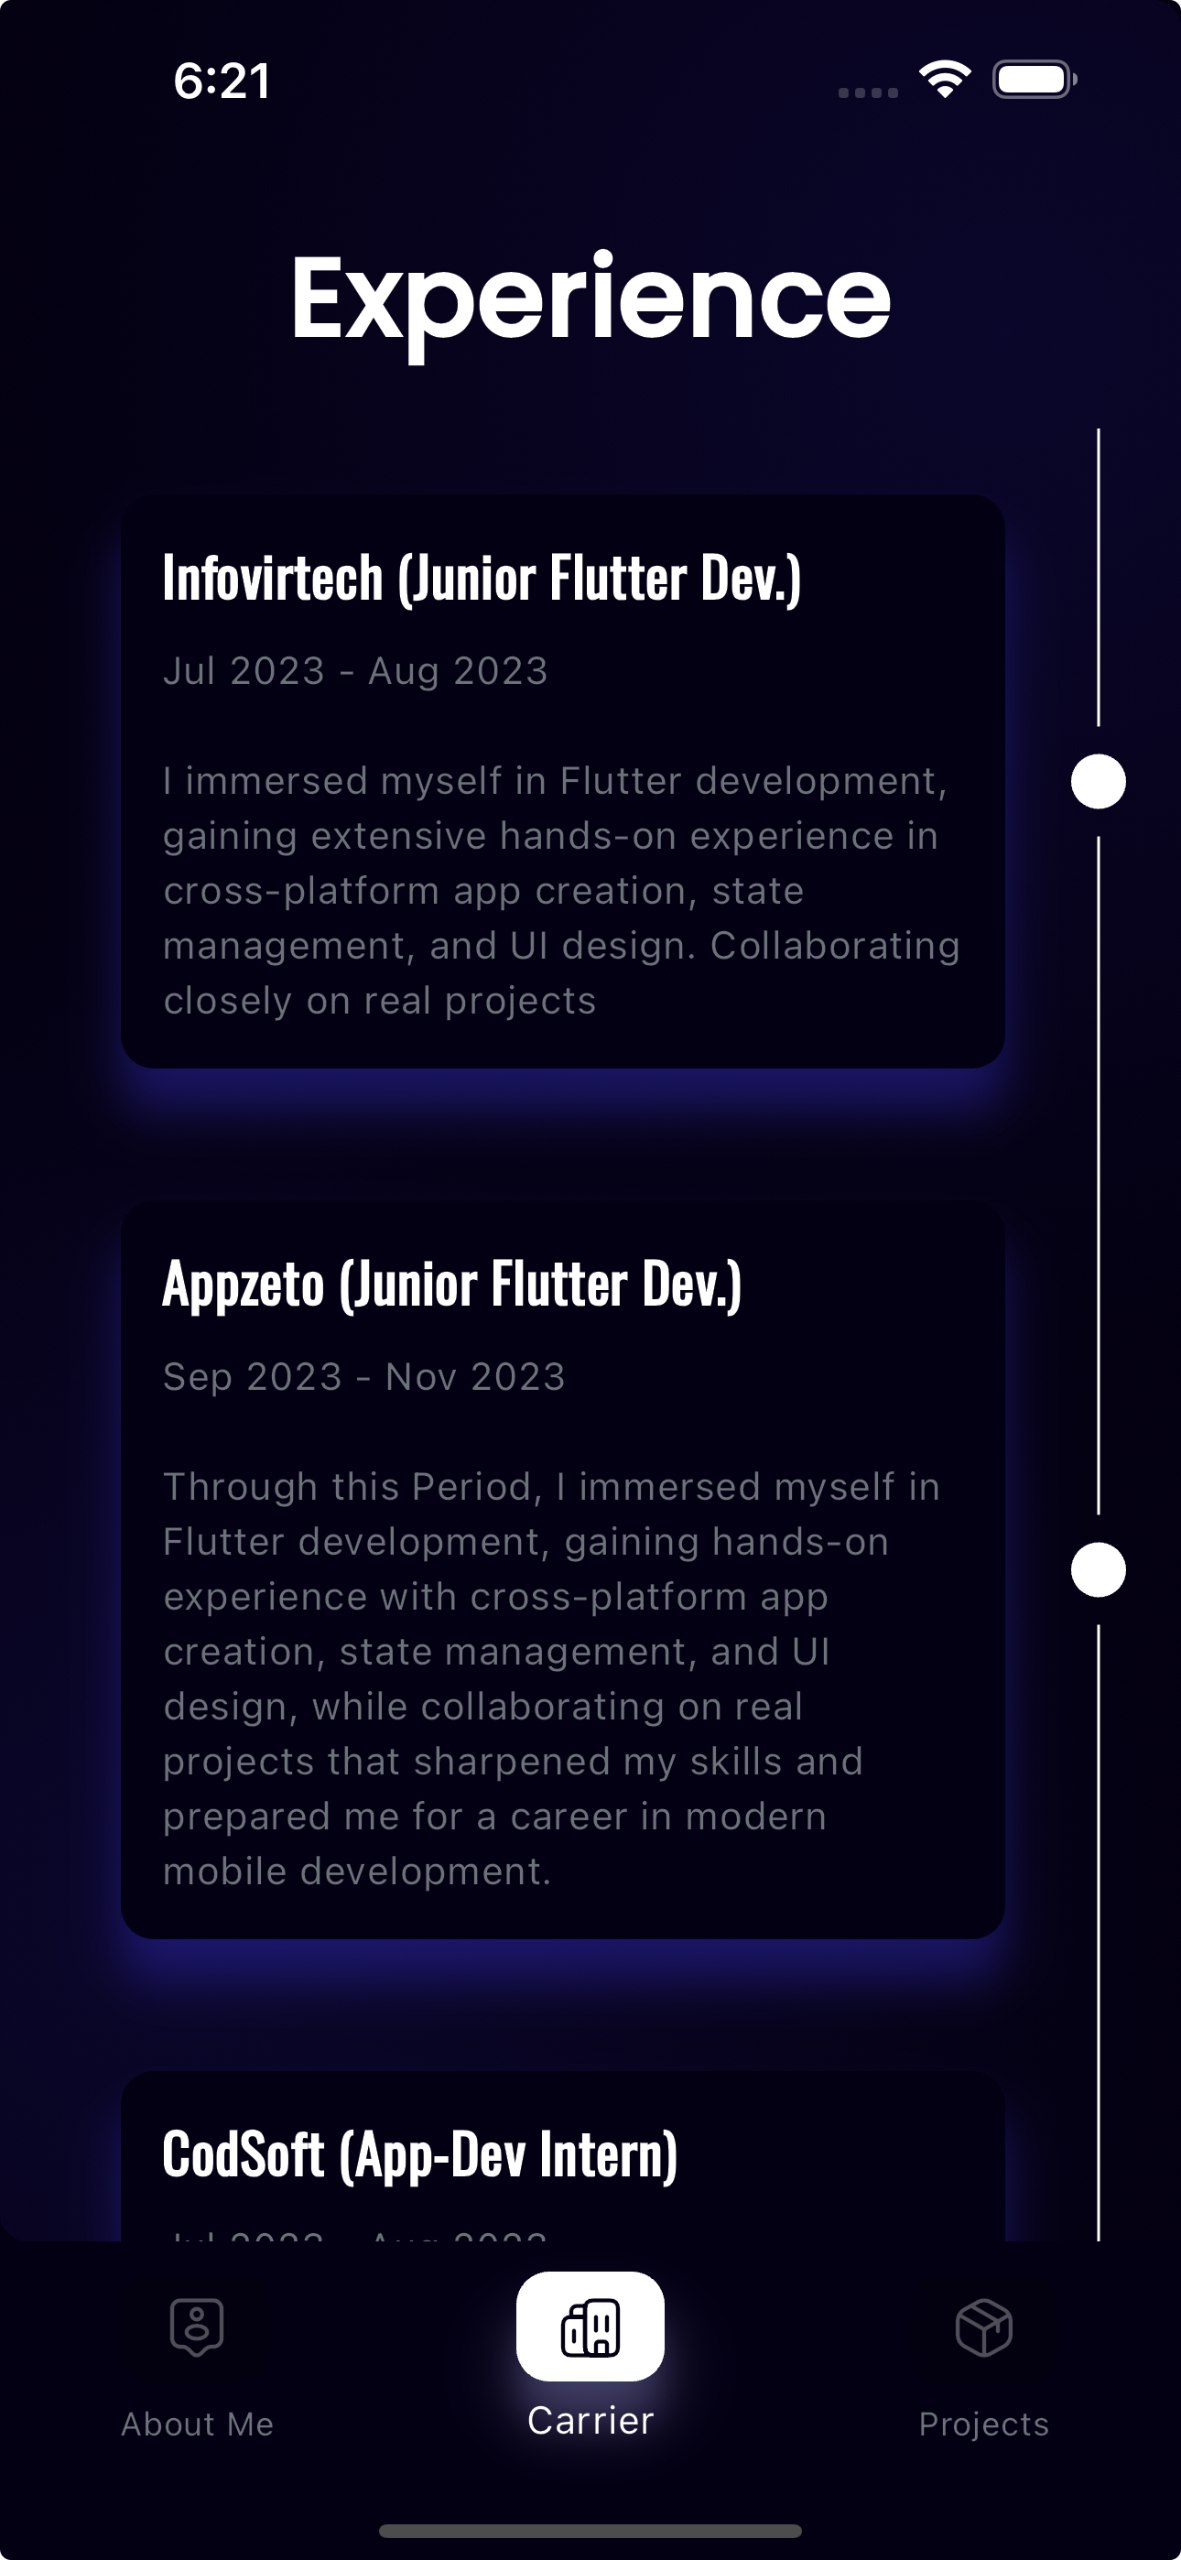 6:21
Experience
Infovirtech (Junior Flutter Dev.)
Jul 2023 - Aug 2023
I immersed myself in Flutter development,
gaining extensive hands-on experience in
cross-platform app creation, state
management, and UI design. Collaborating
closely on real projects
Appzeto (Junior Flutter Dev.)
Sep 2023 - Nov 2023
Through this Period, I immersed myself in
Flutter development, gaining hands-on
experience with cross-platform app
creation, state management, and UI
design, while collaborating on real
projects that sharpened my skills and
prepared me for a career in modern
mobile development.
CodSoft (App-Dev Intern)
About Me
Carrier
Projects